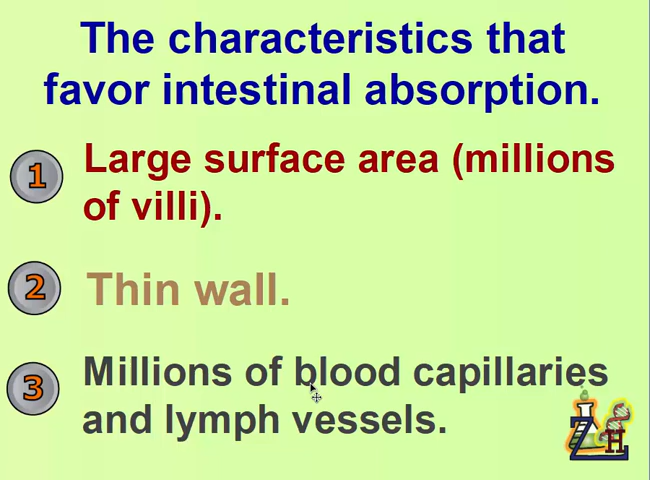 The characteristics that
favor intestinal absorption.
1 Large surface area (millions
of villi).
2 Thin wall.
3 Millions of blood capillaries
and lymph vessels.
Z H